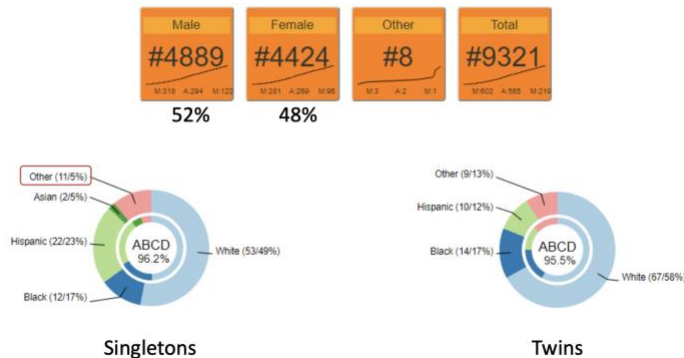 Male Female Other Total
#4889 #4424 #8 #9321
M:319 A:294 M:122 M:281 A:269 M:96 M:3 A:2 M:1 M:602 A:565 M:219
52% 48%
Other (11/5%)
Asian (2/5%)
Hispanic (22/23%)
Black (12/17%)
White (53/49%)
ABCD
96.2%
Singletons
Other (9/13%)
Hispanic (10/12%)
Black (14/17%)
White (67/58%)
ABCD
95.5%
Twins